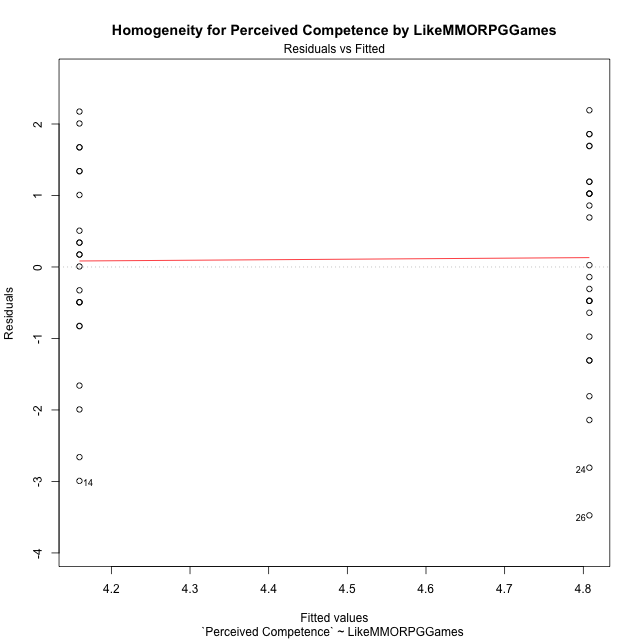 Homogeneity for Perceived Competence by LikeMMORPGGames
Residuals vs Fitted
2
1
0
-1
-2
-3
-4
Residuals
14
24
26
4.2 4.3 4.4 4.5 4.6 4.7 4.8
Fitted values
`Perceived Competence` ~ LikeMMORPGGames